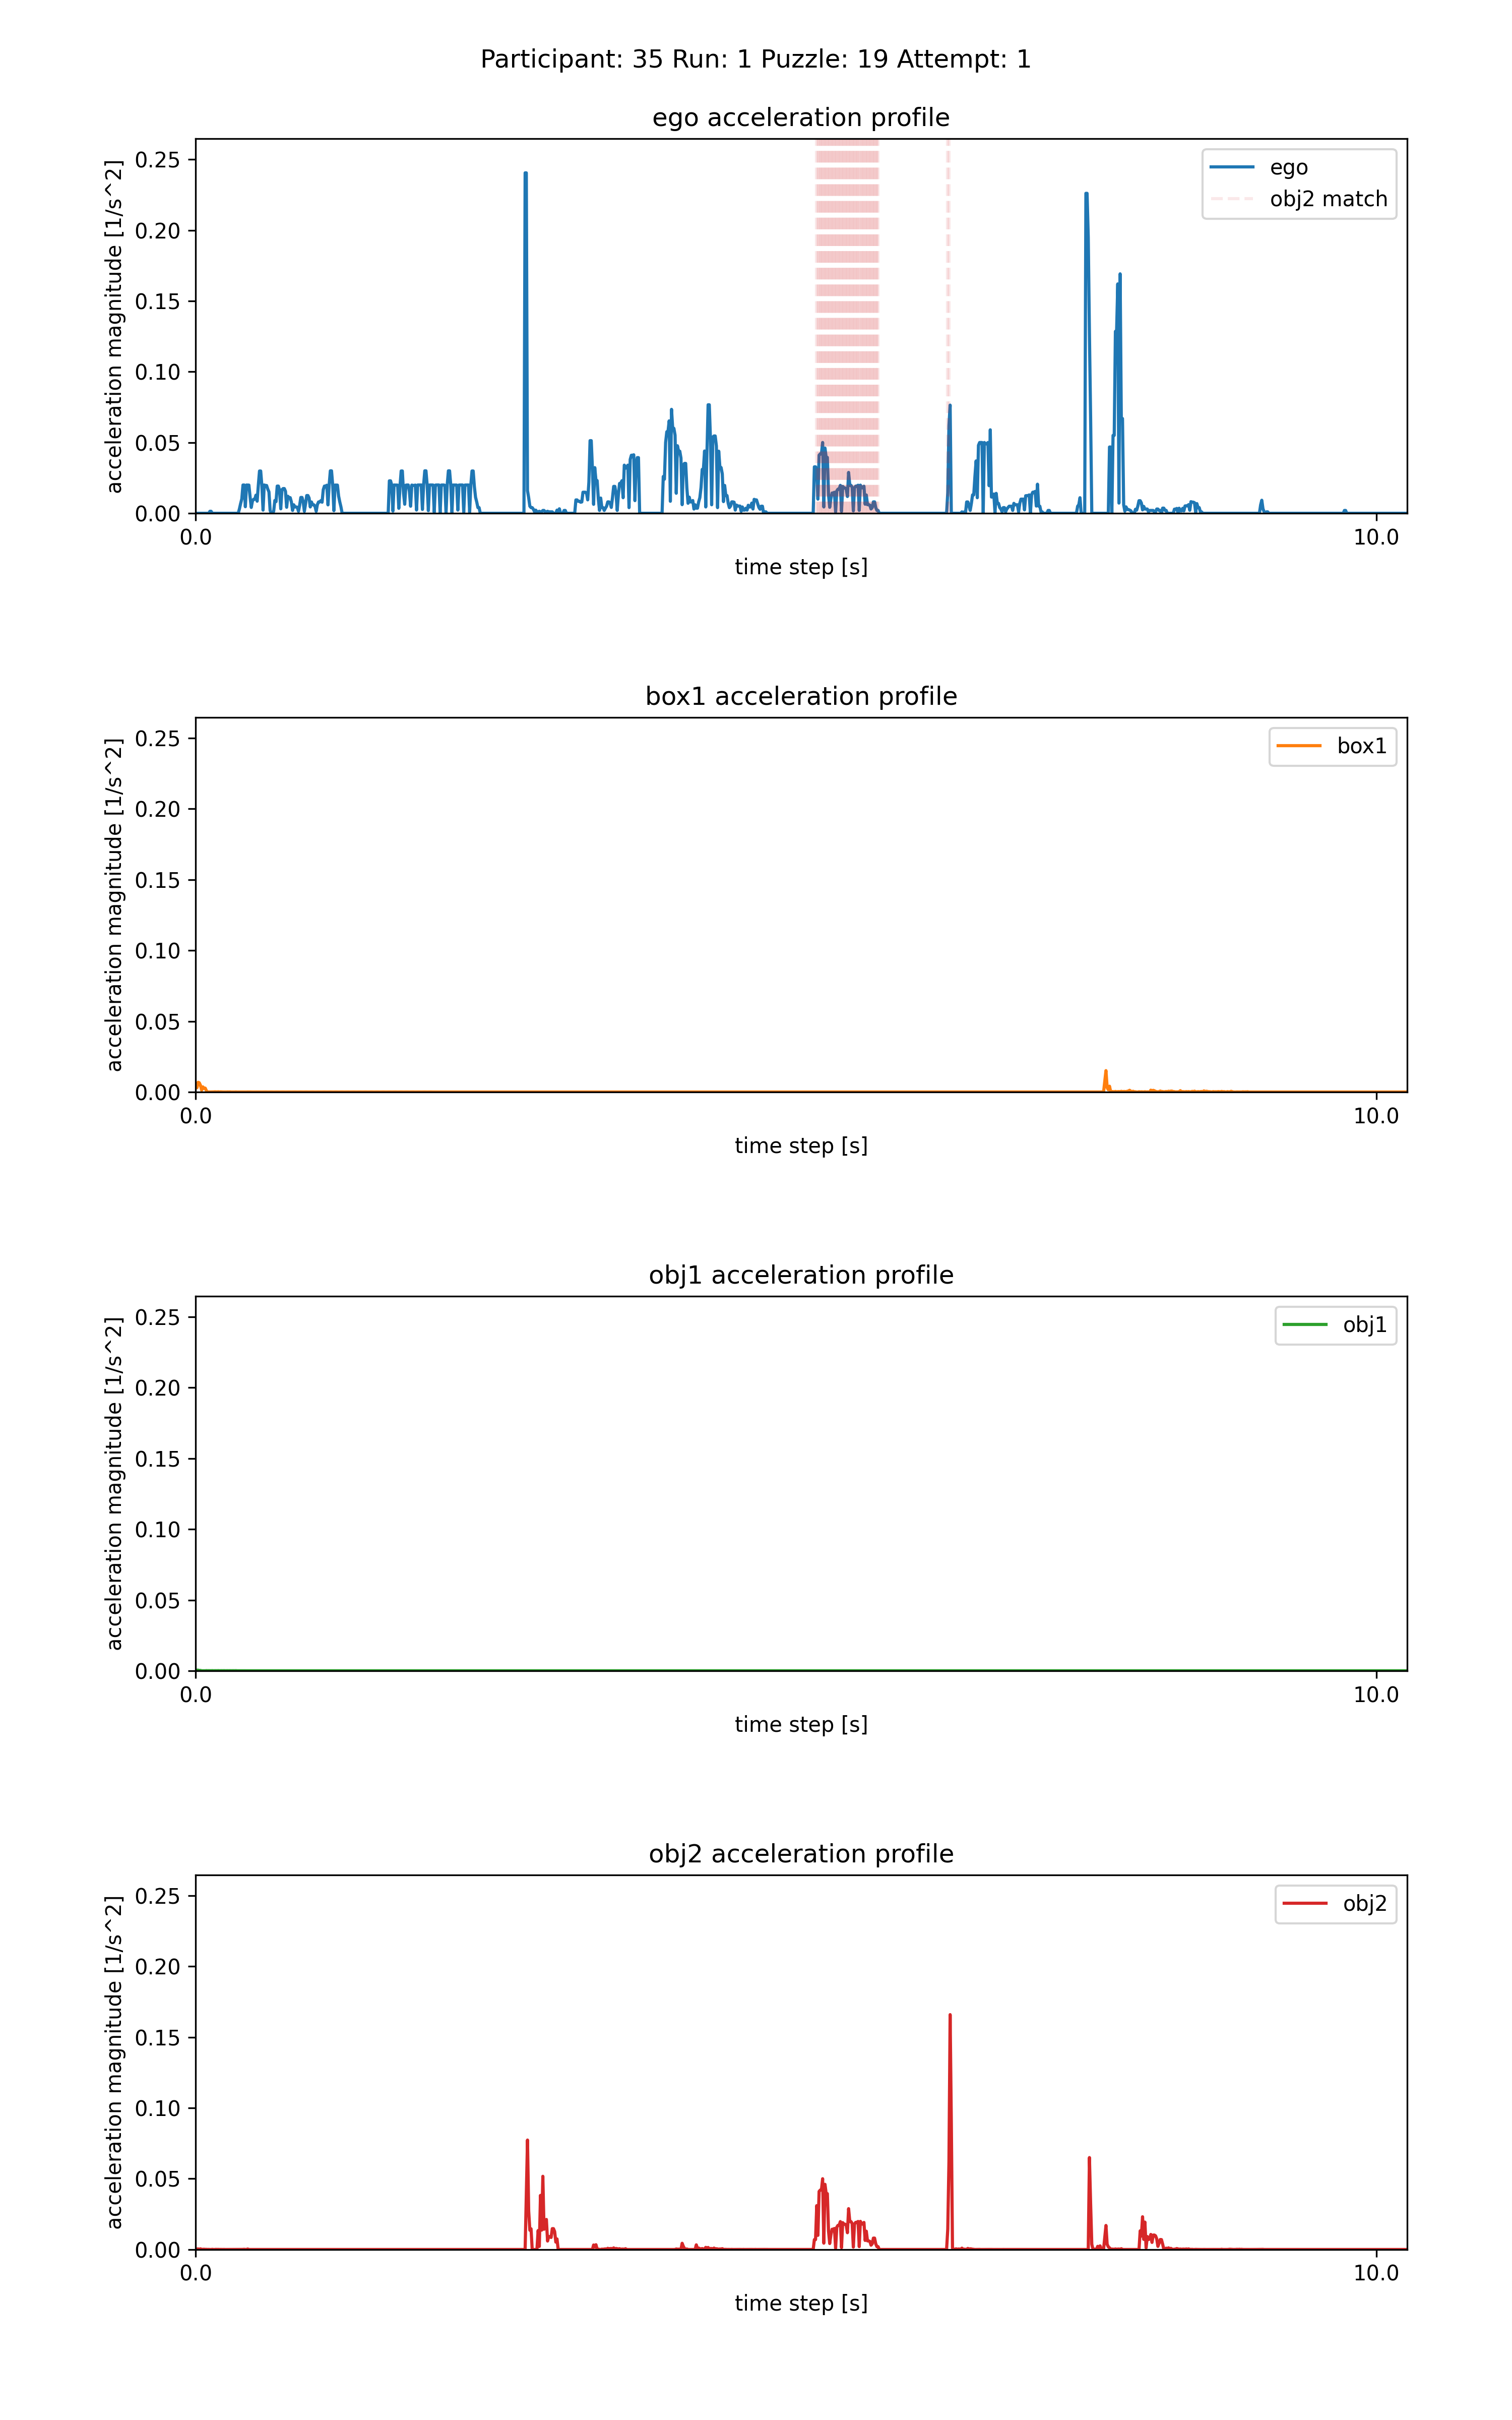 Participant: 35 Run: 1 Puzzle: 19 Attempt: 1
ego acceleration profile
acceleration magnitude [1/s^2]
0.25
0.20
0.15
0.10
0.05
0.00
ego
obj2 match
0.0
10.0
time step [s]
box1 acceleration profile
acceleration magnitude [1/s^2]
0.25
0.20
0.15
0.10
0.05
0.00
box1
0.0
10.0
time step [s]
obj1 acceleration profile
acceleration magnitude [1/s^2]
0.25
0.20
0.15
0.10
0.05
0.00
obj1
0.0
10.0
time step [s]
obj2 acceleration profile
acceleration magnitude [1/s^2]
0.25
0.20
0.15
0.10
0.05
0.00
obj2
0.0
10.0
time step [s]